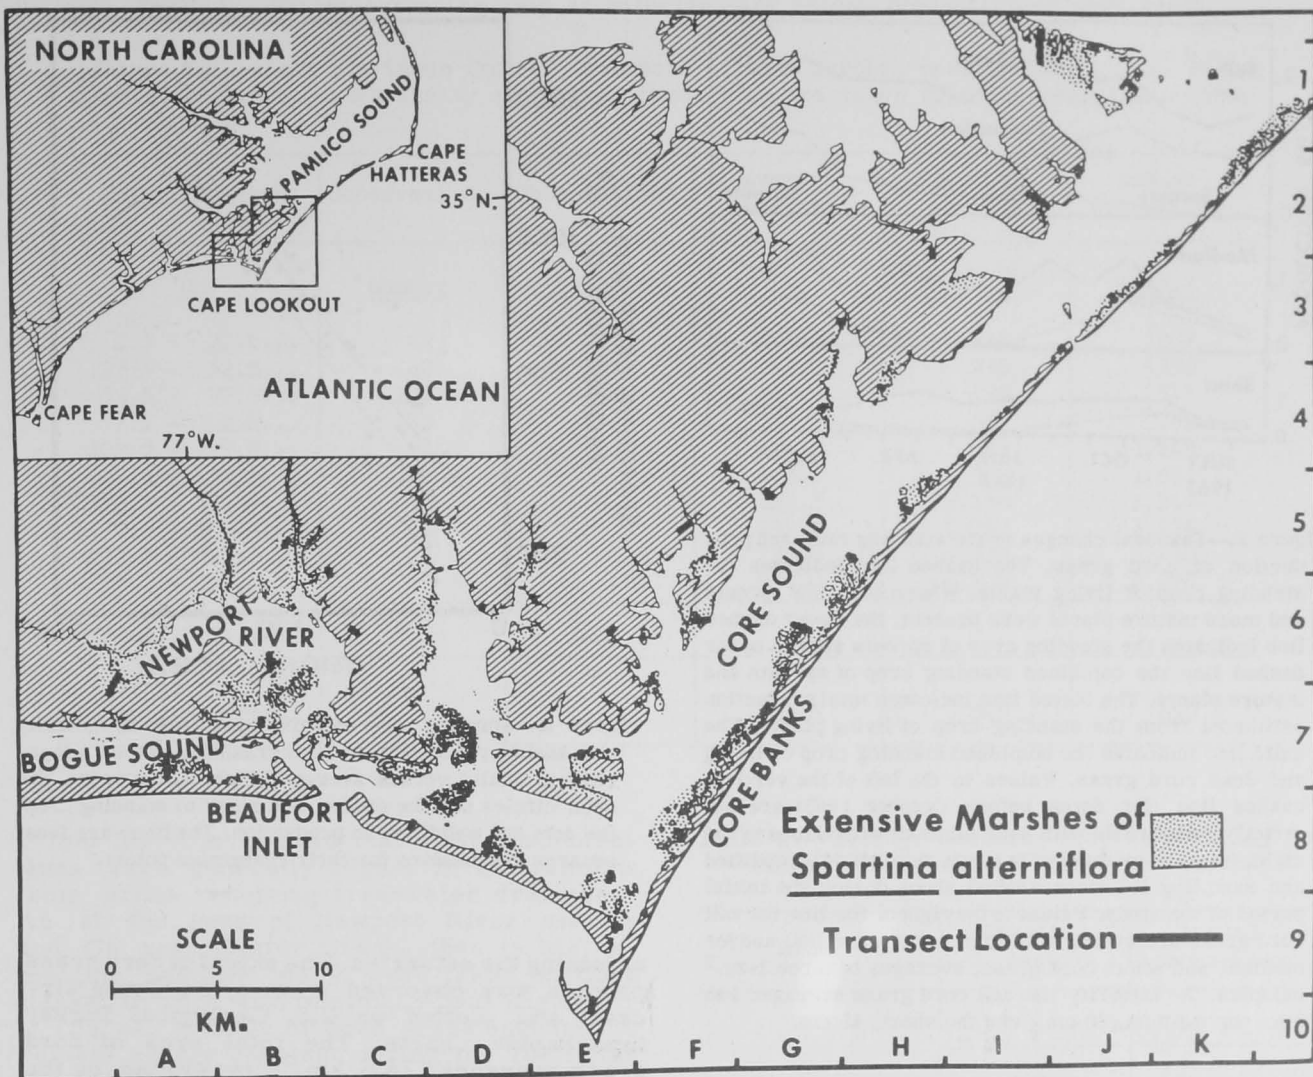 NORTH CAROLINA
PAMLICO SOUND
CAPE
HATTERAS
35°N.
CAPE LOOKOUT
ATLANTIC OCEAN
CAPE FEAR
77°W.
1
2
3
4
5
6
7
8
9
10
CORE SOUND
NEWPORT
RIVER
BOGUE SOUND
BEAUFORT
INLET
CORE BANKS
Extensive Marshes of
Spartina alterniflora
Transect Location
SCALE
0 5 10
KM.
A B C D E F G H I J K